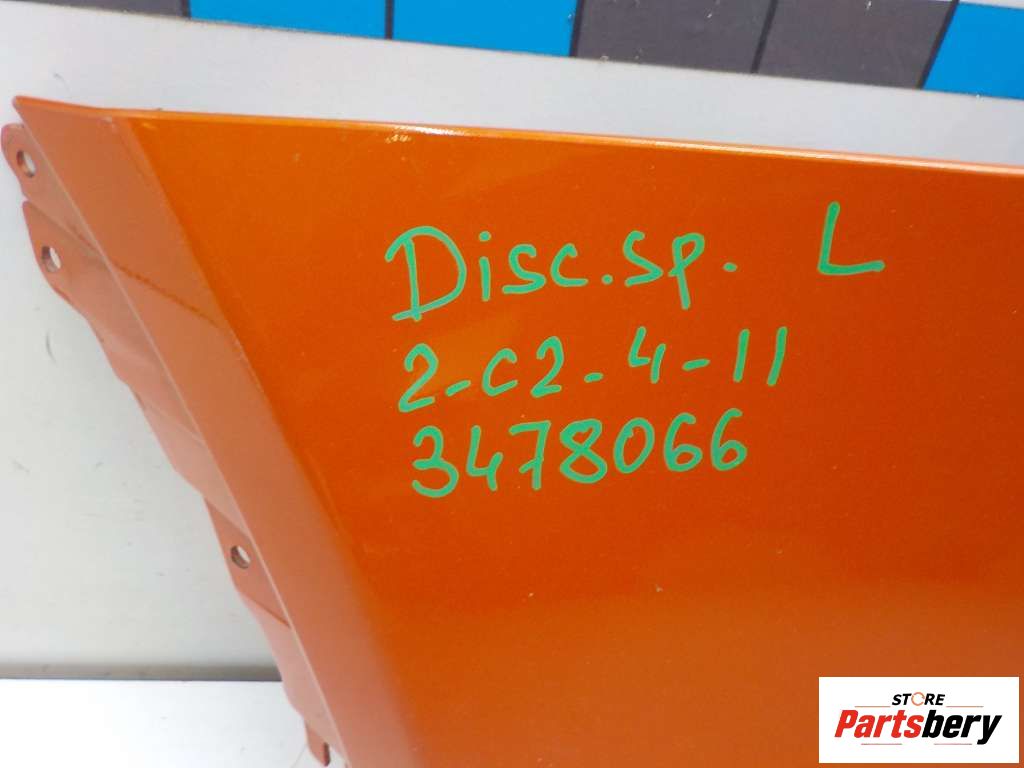 Disc.sp. L
2-C2-4-11
3478066
STORE
Partsbery